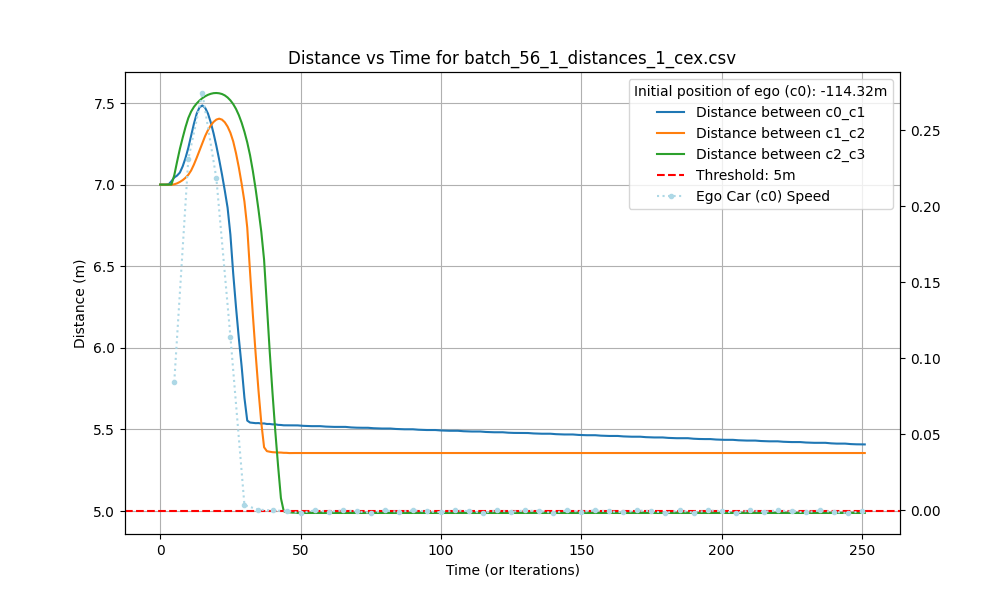 Distance vs Time for batch_56_1_distances_1_cex.csv
Initial position of ego (c0): -114.32m
Distance between c0_c1
Distance between c1_c2
Distance between c2_c3
Threshold: 5m
Ego Car (c0) Speed
Distance (m)
7.5
7.0
6.5
6.0
5.5
5.0
0.25
0.20
0.15
0.10
0.05
0.00
0
50
100
150
200
250
Time (or Iterations)